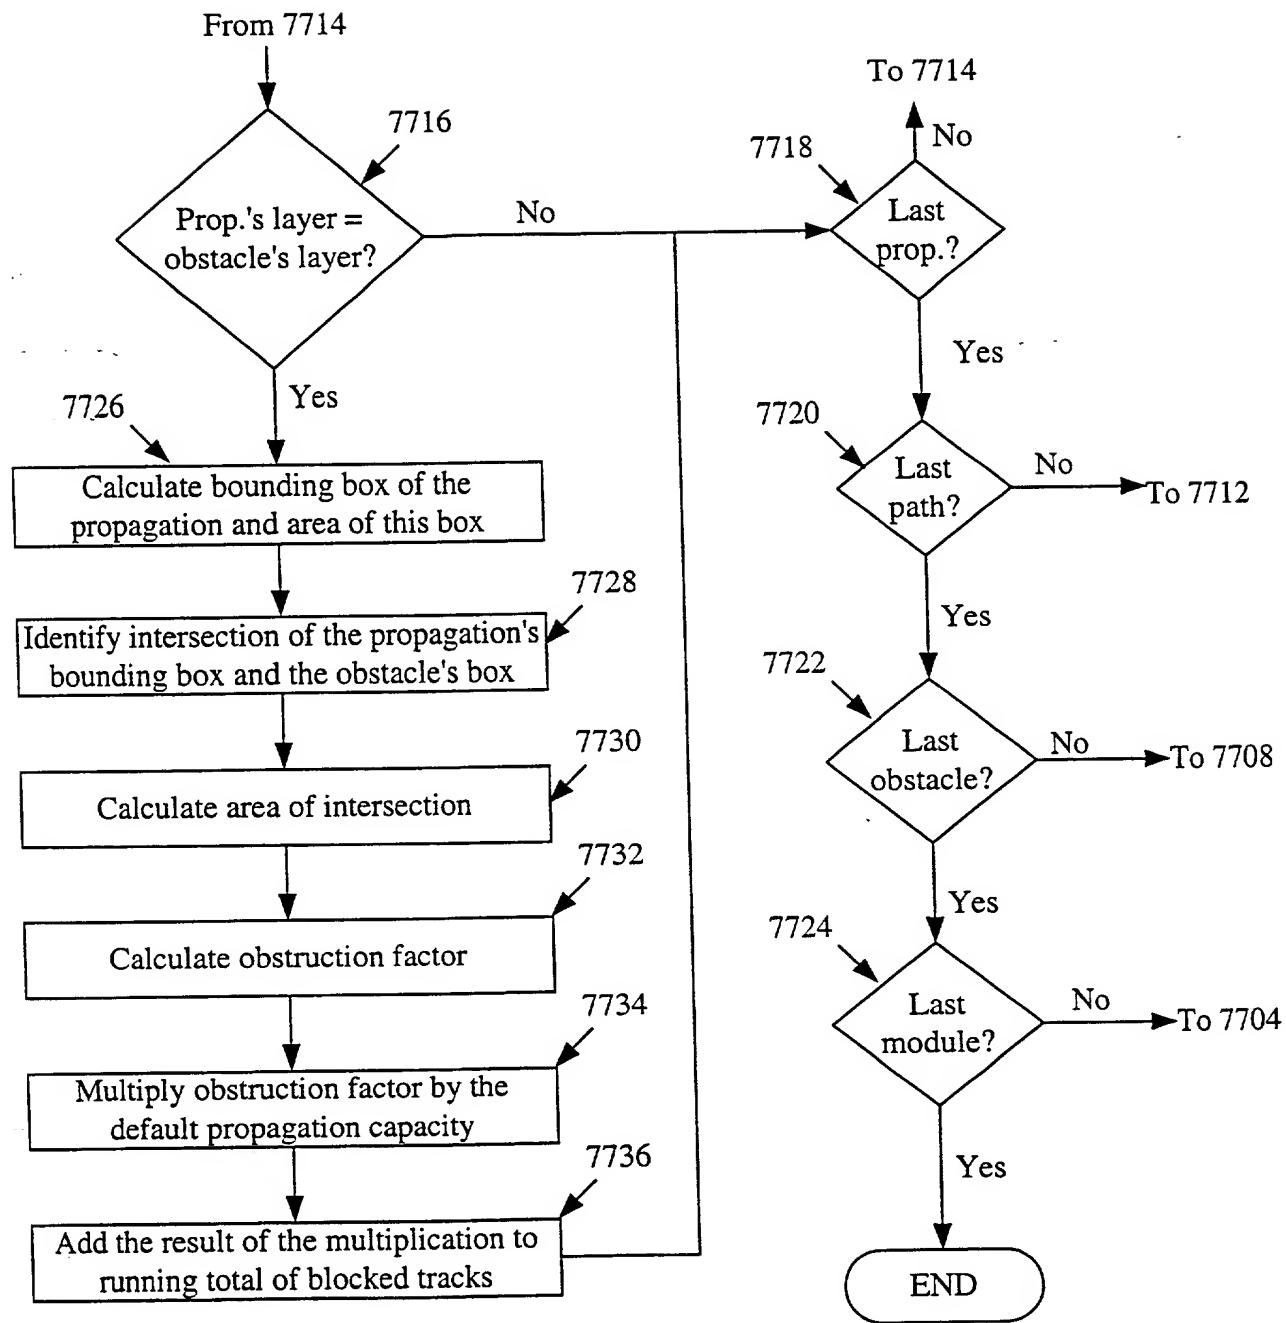 From 7714
7716
Prop.'s layer =
obstacle's layer?
No
Yes
7726
Calculate bounding box of the
propagation and area of this box
7728
Identify intersection of the propagation's
bounding box and the obstacle's box
7730
Calculate area of intersection
7732
Calculate obstruction factor
7734
Multiply obstruction factor by the
default propagation capacity
7736
Add the result of the multiplication to
running total of blocked tracks
To 7714
No
7718
Last
prop.?
Yes
7720
Last
path?
No
To 7712
Yes
7722
Last
obstacle?
No
To 7708
Yes
7724
Last
module?
No
To 7704
Yes
END